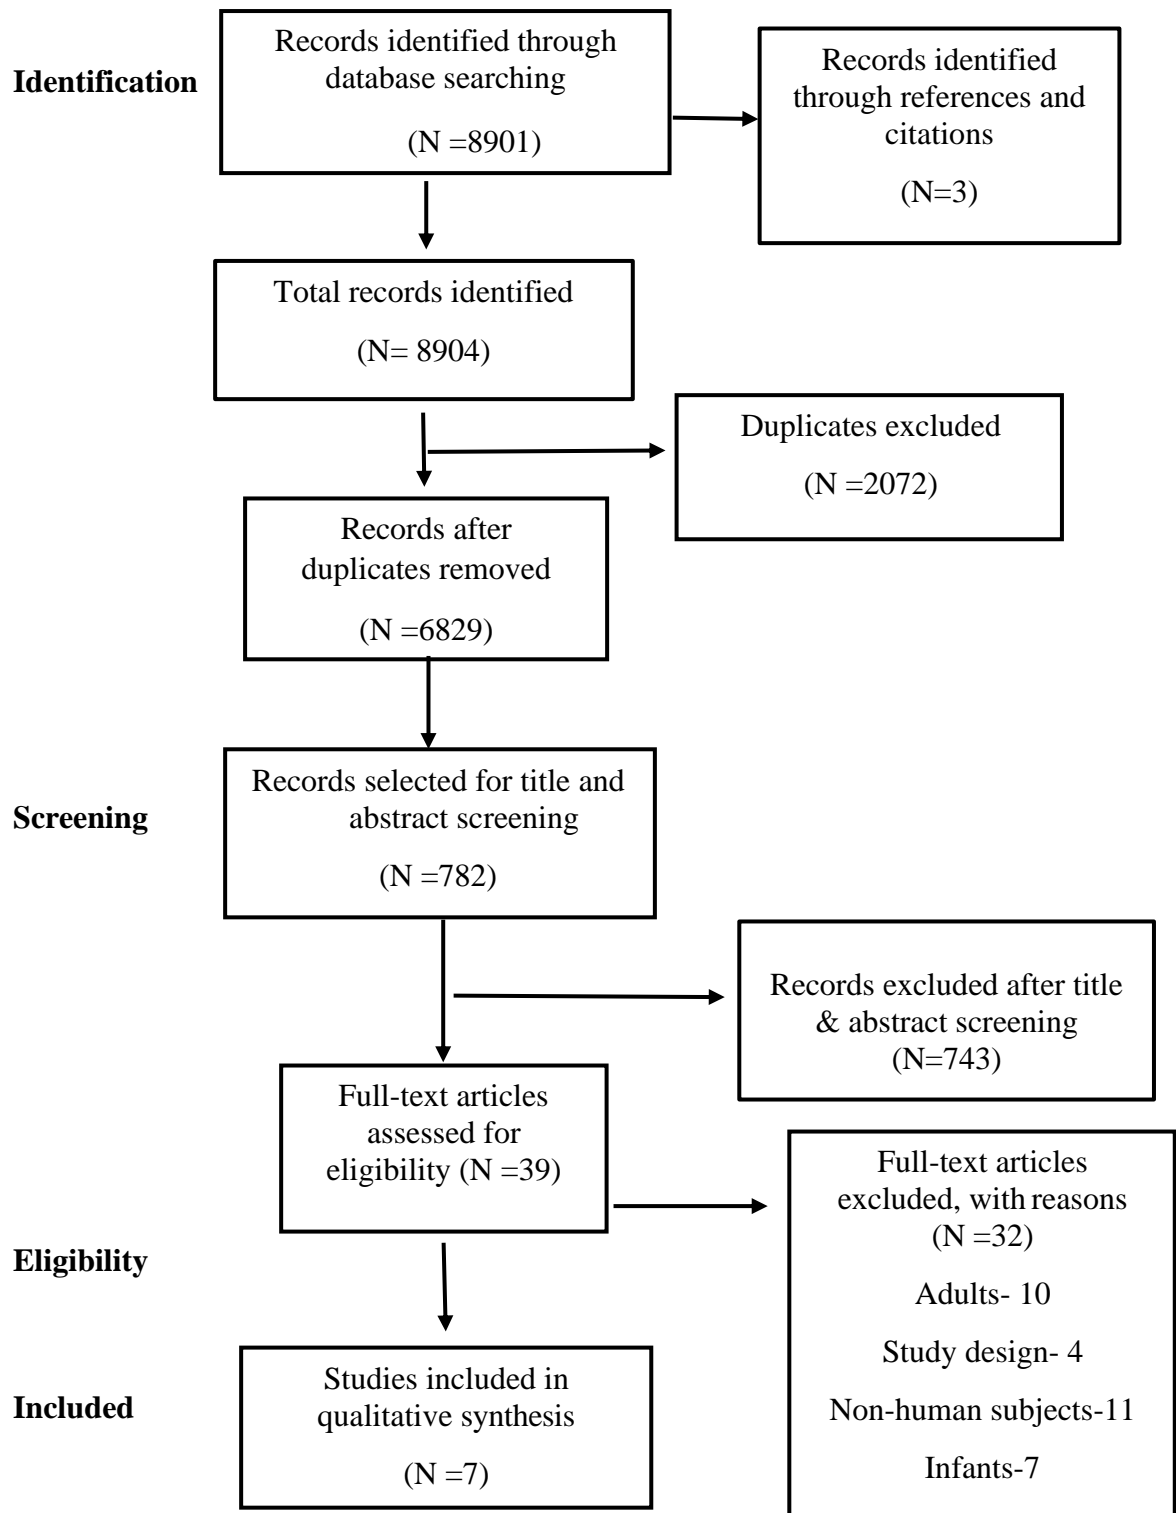 Identification
Records identified through
database searching
(N =8901)
Records identified
through references and
citations
(N=3)
Total records identified
(N= 8904)
Duplicates excluded
(N =2072)
Records after
duplicates removed
(N =6829)
Screening
Records selected for title and
abstract screening
(N =782)
Records excluded after title
& abstract screening
(N=743)
Full-text articles
assessed for
eligibility (N =39)
Eligibility
Full-text articles
excluded, with reasons
(N =32)
Adults- 10
Study design- 4
Non-human subjects-11
Infants-7
Included
Studies included in
qualitative synthesis
(N =7)